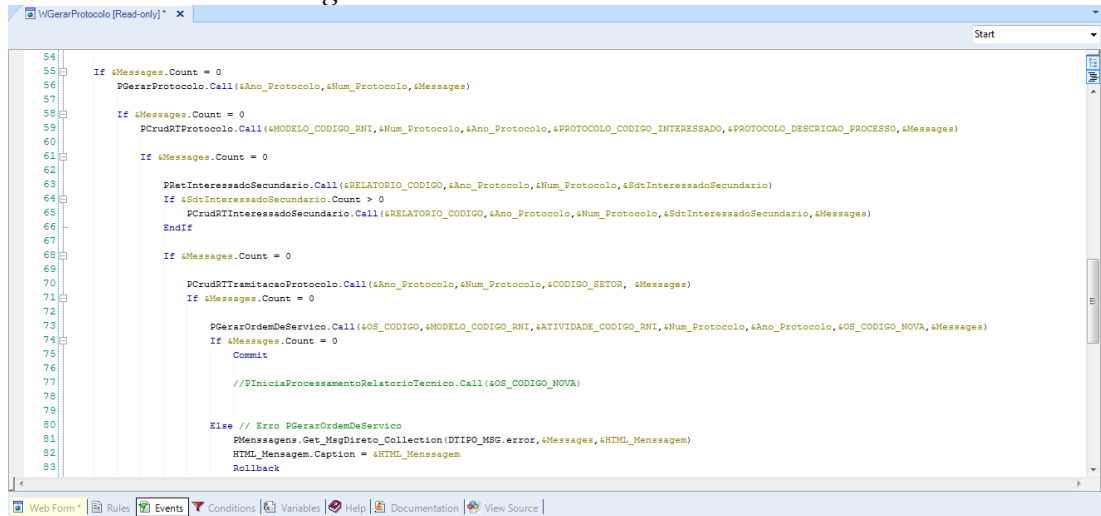 WGerarProtocolo [Read-only] *
Start
54
55 If &Messages.Count = 0
56 PGerarProtocolo.Call(&Ano_Protocolo,&Num_Protocolo,&Messages)
57
58 If &Messages.Count = 0
59 PCrudRTProtocolo.Call(&MODELO_CODIGO_RNI,&Num_Protocolo,&Ano_Protocolo,&PROTOCOLO_CODIGO_INTERESSADO,&PROTOCOLO_DESCRICAO_PROCESSO,&Messages)
60
61 If &Messages.Count = 0
62
63 PRetInteressadoSecundario.Call(&RELATORIO_CODIGO,&Ano_Protocolo,&Num_Protocolo,&SdtInteressadoSecundario)
64 If &SdtInteressadoSecundario.Count > 0
65 PCrudRTInteressadoSecundario.Call(&RELATORIO_CODIGO,&Ano_Protocolo,&Num_Protocolo,&SdtInteressadoSecundario,&Messages)
66 EndIf
67
68 If &Messages.Count = 0
69
70 PCrudRTTramitacaoProtocolo.Call(&Ano_Protocolo,&Num_Protocolo,&CODIGO_SETOR, &Messages)
71 If &Messages.Count = 0
72
73 PGerarOrdemDeServico.Call(&OS_CODIGO,&MODELO_CODIGO_RNI,&ATIVIDADE_CODIGO_RNI,&Num_Protocolo,&Ano_Protocolo,&OS_CODIGO_NOVA,&Messages)
74 If &Messages.Count = 0
75 Commit
76
77 //PIniciaProcessamentoRelatorioTecnico.Call(&OS_CODIGO_NOVA)
78
79
80 Else // Erro PGerarOrdemDeServico
81 PMenssagens.Get_MsgDireto_Collection(DTIPO_MSG.error,&Messages,&HTML_Menssagem)
82 HTML_Mensagem.Caption = &HTML_Menssagem
83 Rollback
Web Form * Rules Events Conditions Variables Help Documentation View Source